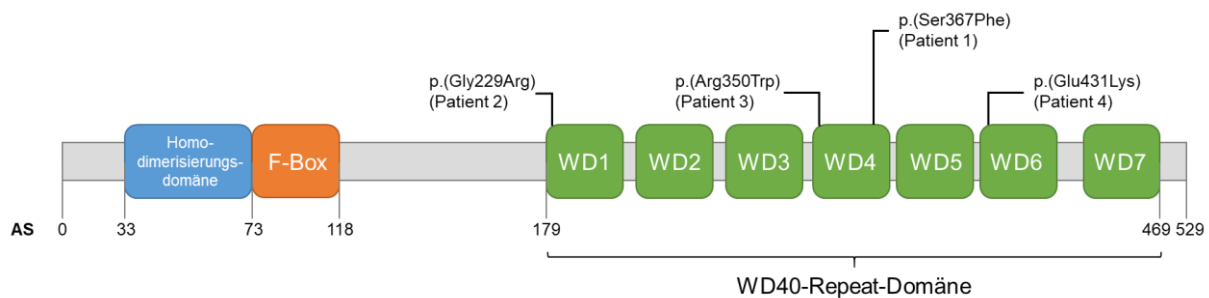 p.(Ser367Phe)
(Patient 1)
p.(Gly229Arg)
(Patient 2)
p.(Arg350Trp)
(Patient 3)
p.(Glu431Lys)
(Patient 4)
Homo-
dimerisierungs-
domäne
F-Box
WD1
WD2
WD3
WD4
WD5
WD6
WD7
AS 0 33 73 118 179 469 529
WD40-Repeat-Domäne